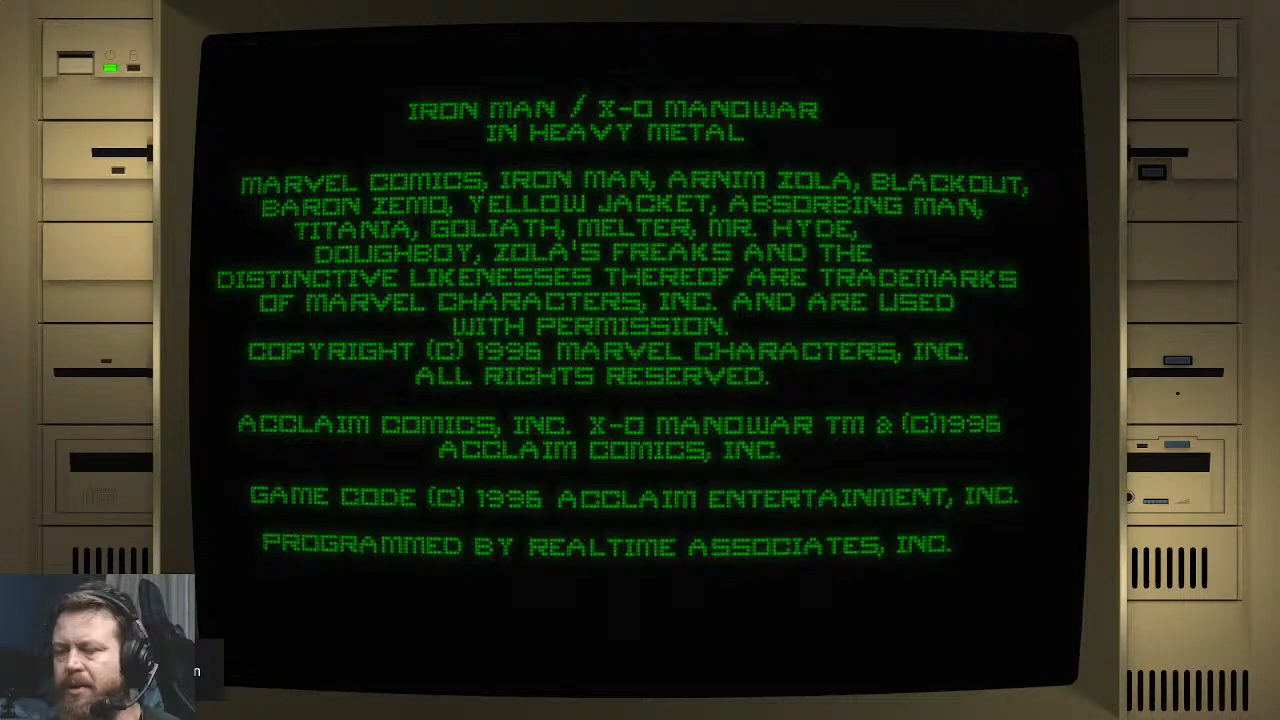 IRON MAN / X-O MANOWAR
IN HEAVY METAL
MARVEL COMICS, IRON MAN, ARNIM ZOLA, BLACKOUT,
BARON ZEMO, YELLOW JACKET, ABSORBING MAN,
TITANIA, GOLIATH, MELTER, MR. HYDE,
DOUGHBOY, ZOLA'S FREAKS AND THE
DISTINCTIVE LIKENESSES THEREOF ARE TRADEMARKS
OF MARVEL CHARACTERS, INC. AND ARE USED
WITH PERMISSION.
COPYRIGHT (C) 1996 MARVEL CHARACTERS, INC.
ALL RIGHTS RESERVED.
ACCLAIM COMICS, INC. X-O MANOWAR TM & (C)1996
ACCLAIM COMICS, INC.
GAME CODE (C) 1996 ACCLAIM ENTERTAINMENT, INC.
PROGRAMMED BY REALTIME ASSOCIATES, INC.